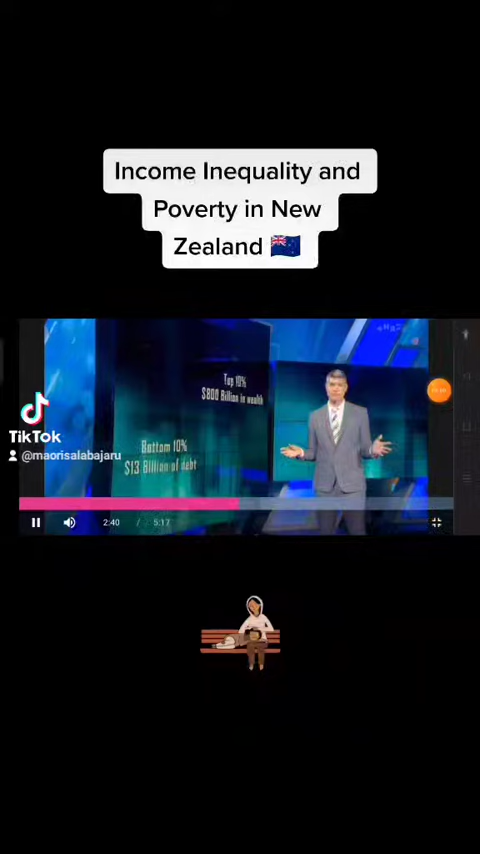 Income Inequality and
Poverty in New
Zealand 🇳🇿
Top 10%
$800 Billion in wealth
Bottom 10%
$13 Billion of debt
TikTok
@maorisalabajaru
2:40 / 5:17